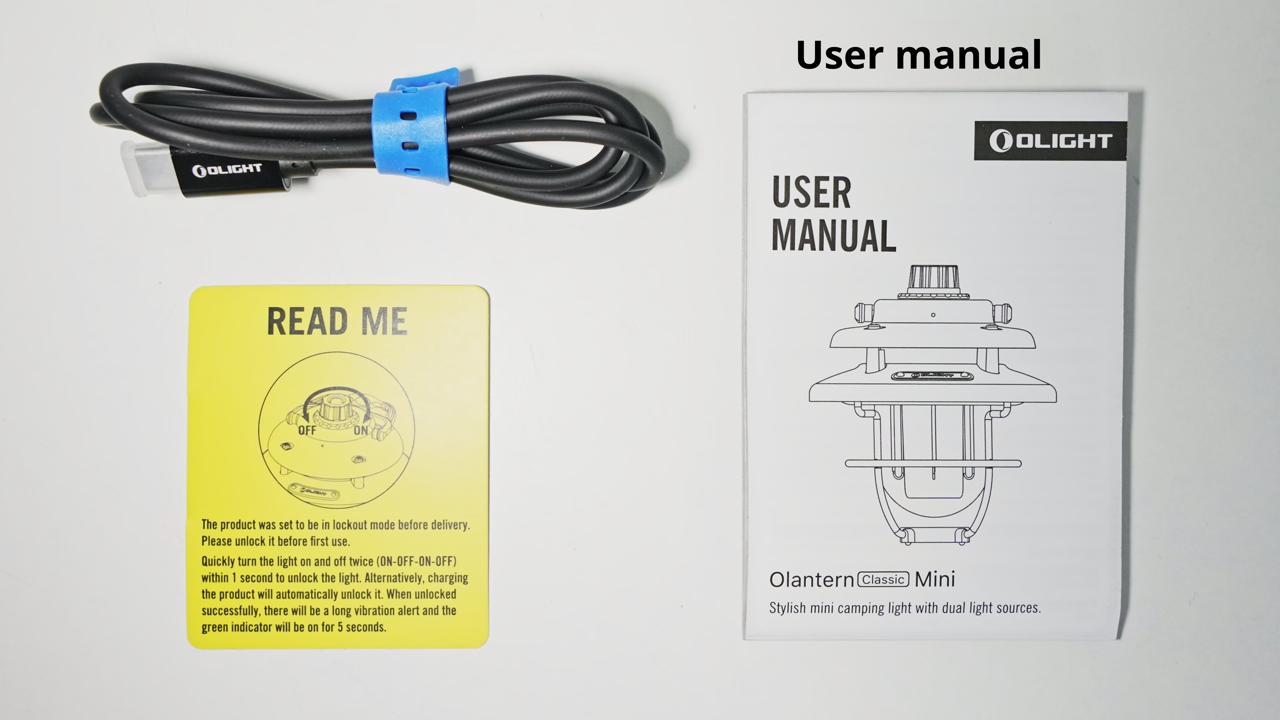 User manual
OLIGHT
OLIGHT
USER
MANUAL
Olantern Classic Mini
Stylish mini camping light with dual light sources.
READ ME
OFF ON
The product was set to be in lockout mode before delivery.
Please unlock it before first use.
Quickly turn the light on and off twice (ON-OFF-ON-OFF)
within 1 second to unlock the light. Alternatively, charging
the product will automatically unlock it. When unlocked
successfully, there will be a long vibration alert and the
green indicator will be on for 5 seconds.